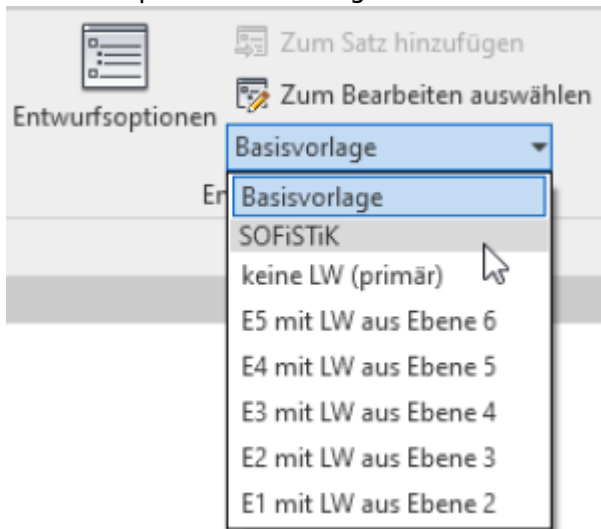 Zum Satz hinzufügen
Zum Bearbeiten auswählen
Entwurfsoptionen
Basisvorlage
Basisvorlage
SOFiSTiK
keine LW (primär)
E5 mit LW aus Ebene 6
E4 mit LW aus Ebene 5
E3 mit LW aus Ebene 4
E2 mit LW aus Ebene 3
E1 mit LW aus Ebene 2